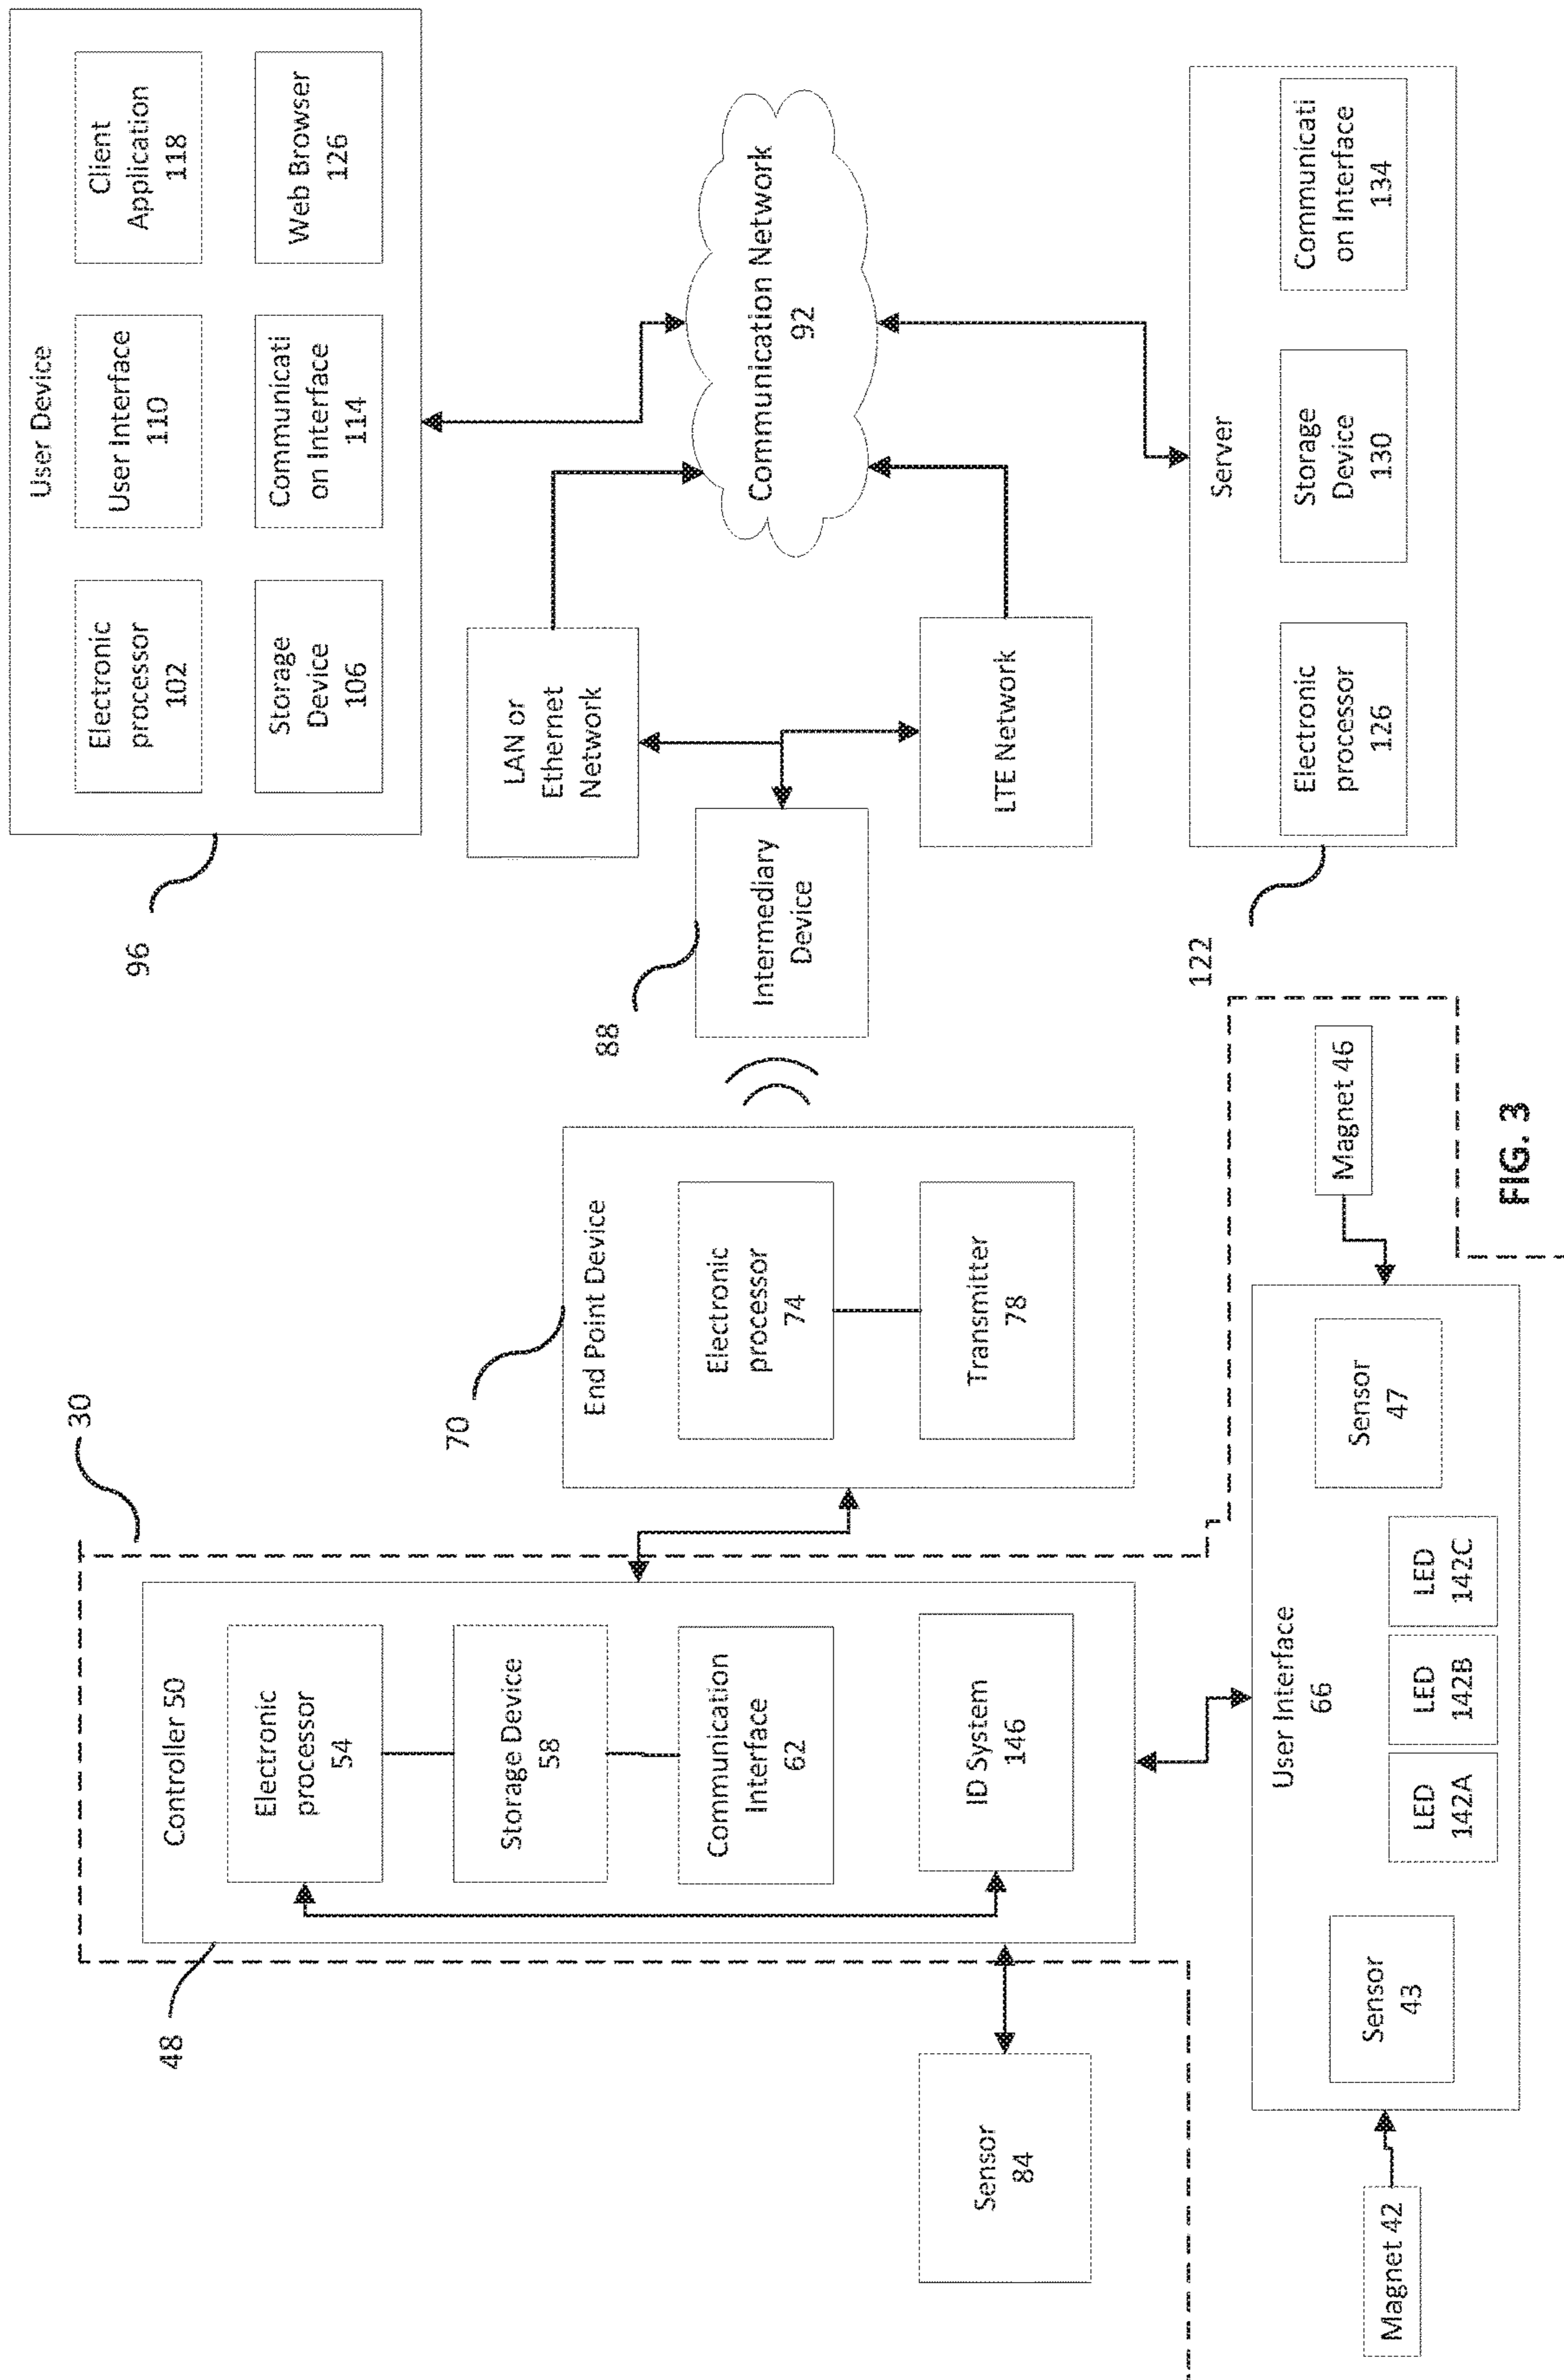 User Device
Electronic
processor
102
User Interface
110
Client
Application
118
Storage
Device
106
Communicati
on Interface
114
Web Browser
126
96
LAN or
Ethernet
Network
Communication Network
92
Intermediary
Device
88
LTE Network
Server
Electronic
processor
126
Storage
Device
130
Communicati
on Interface
134
122
30
70
End Point Device
Electronic
processor
74
Transmitter
78
48
Controller 50
Electronic
processor
54
Storage Device
58
Communication
Interface
62
ID System
146
Sensor
84
User Interface
66
Sensor
43
LED
142A
LED
142B
LED
142C
Sensor
47
Magnet 42
Magnet 46
FIG. 3